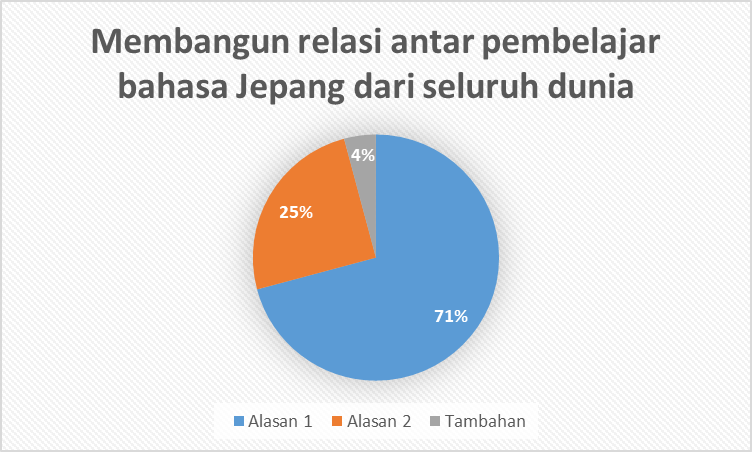 Membangun relasi antar pembelajar
bahasa Jepang dari seluruh dunia
4%
25%
71%
Alasan 1 Alasan 2 Tambahan